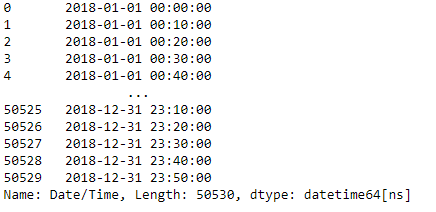 0       2018-01-01 00:00:00
1       2018-01-01 00:10:00
2       2018-01-01 00:20:00
3       2018-01-01 00:30:00
4       2018-01-01 00:40:00
                ...
50525   2018-12-31 23:10:00
50526   2018-12-31 23:20:00
50527   2018-12-31 23:30:00
50528   2018-12-31 23:40:00
50529   2018-12-31 23:50:00
Name: Date/Time, Length: 50530, dtype: datetime64[ns]